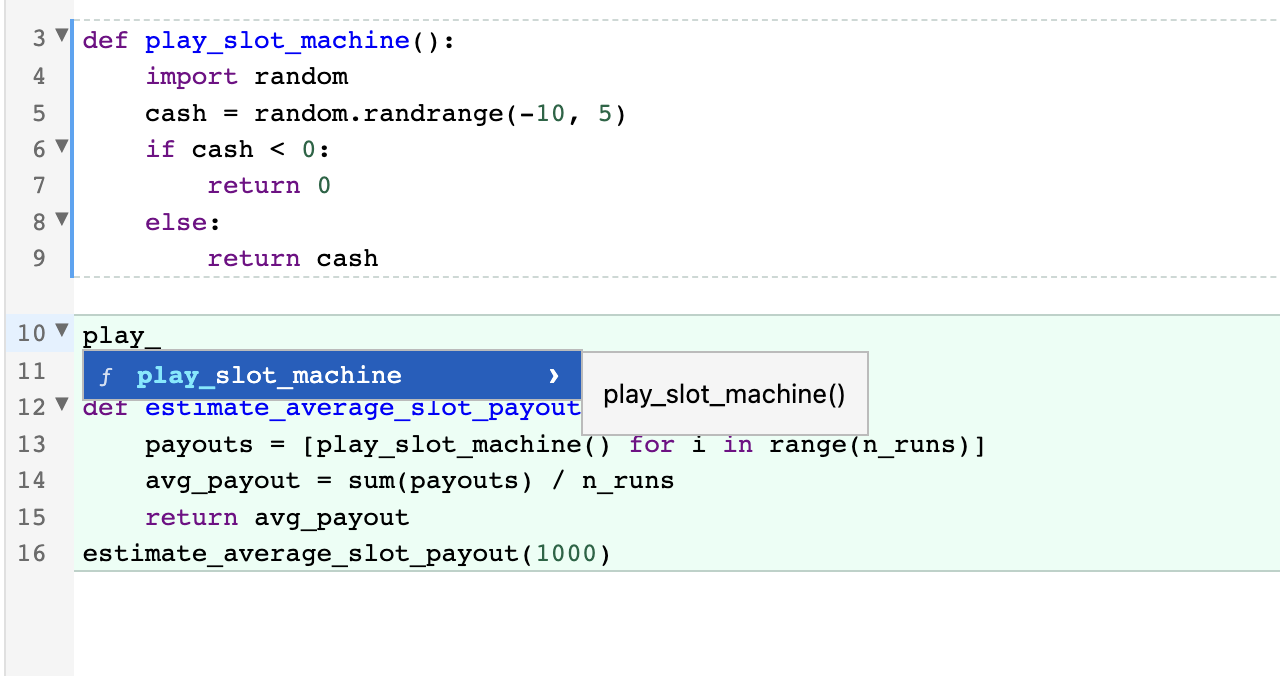 3 def play_slot_machine():
4 import random
5 cash = random.randrange(-10, 5)
6 if cash < 0:
7 return 0
8 else:
9 return cash
10 play_
11 ƒ play_slot_machine ›
play_slot_machine()
12 def estimate_average_slot_payout
13 payouts = [play_slot_machine() for i in range(n_runs)]
14 avg_payout = sum(payouts) / n_runs
15 return avg_payout
16 estimate_average_slot_payout(1000)